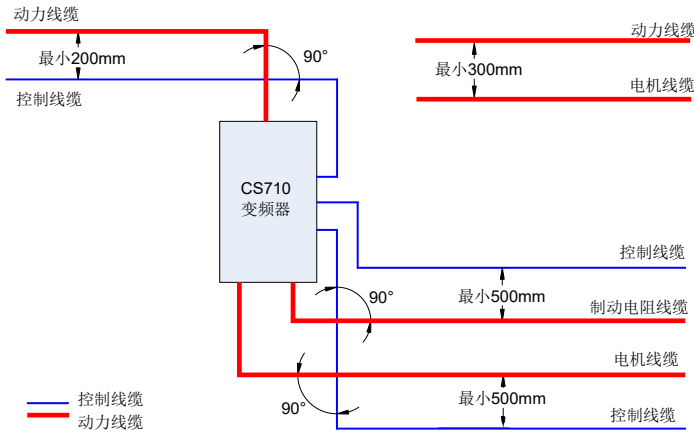 动力线缆
最小200mm
控制线缆
90°
动力线缆
最小300mm
电机线缆
CS710
变频器
控制线缆
最小500mm
90°
制动电阻线缆
电机线缆
90°
最小500mm
控制线缆
控制线缆
动力线缆